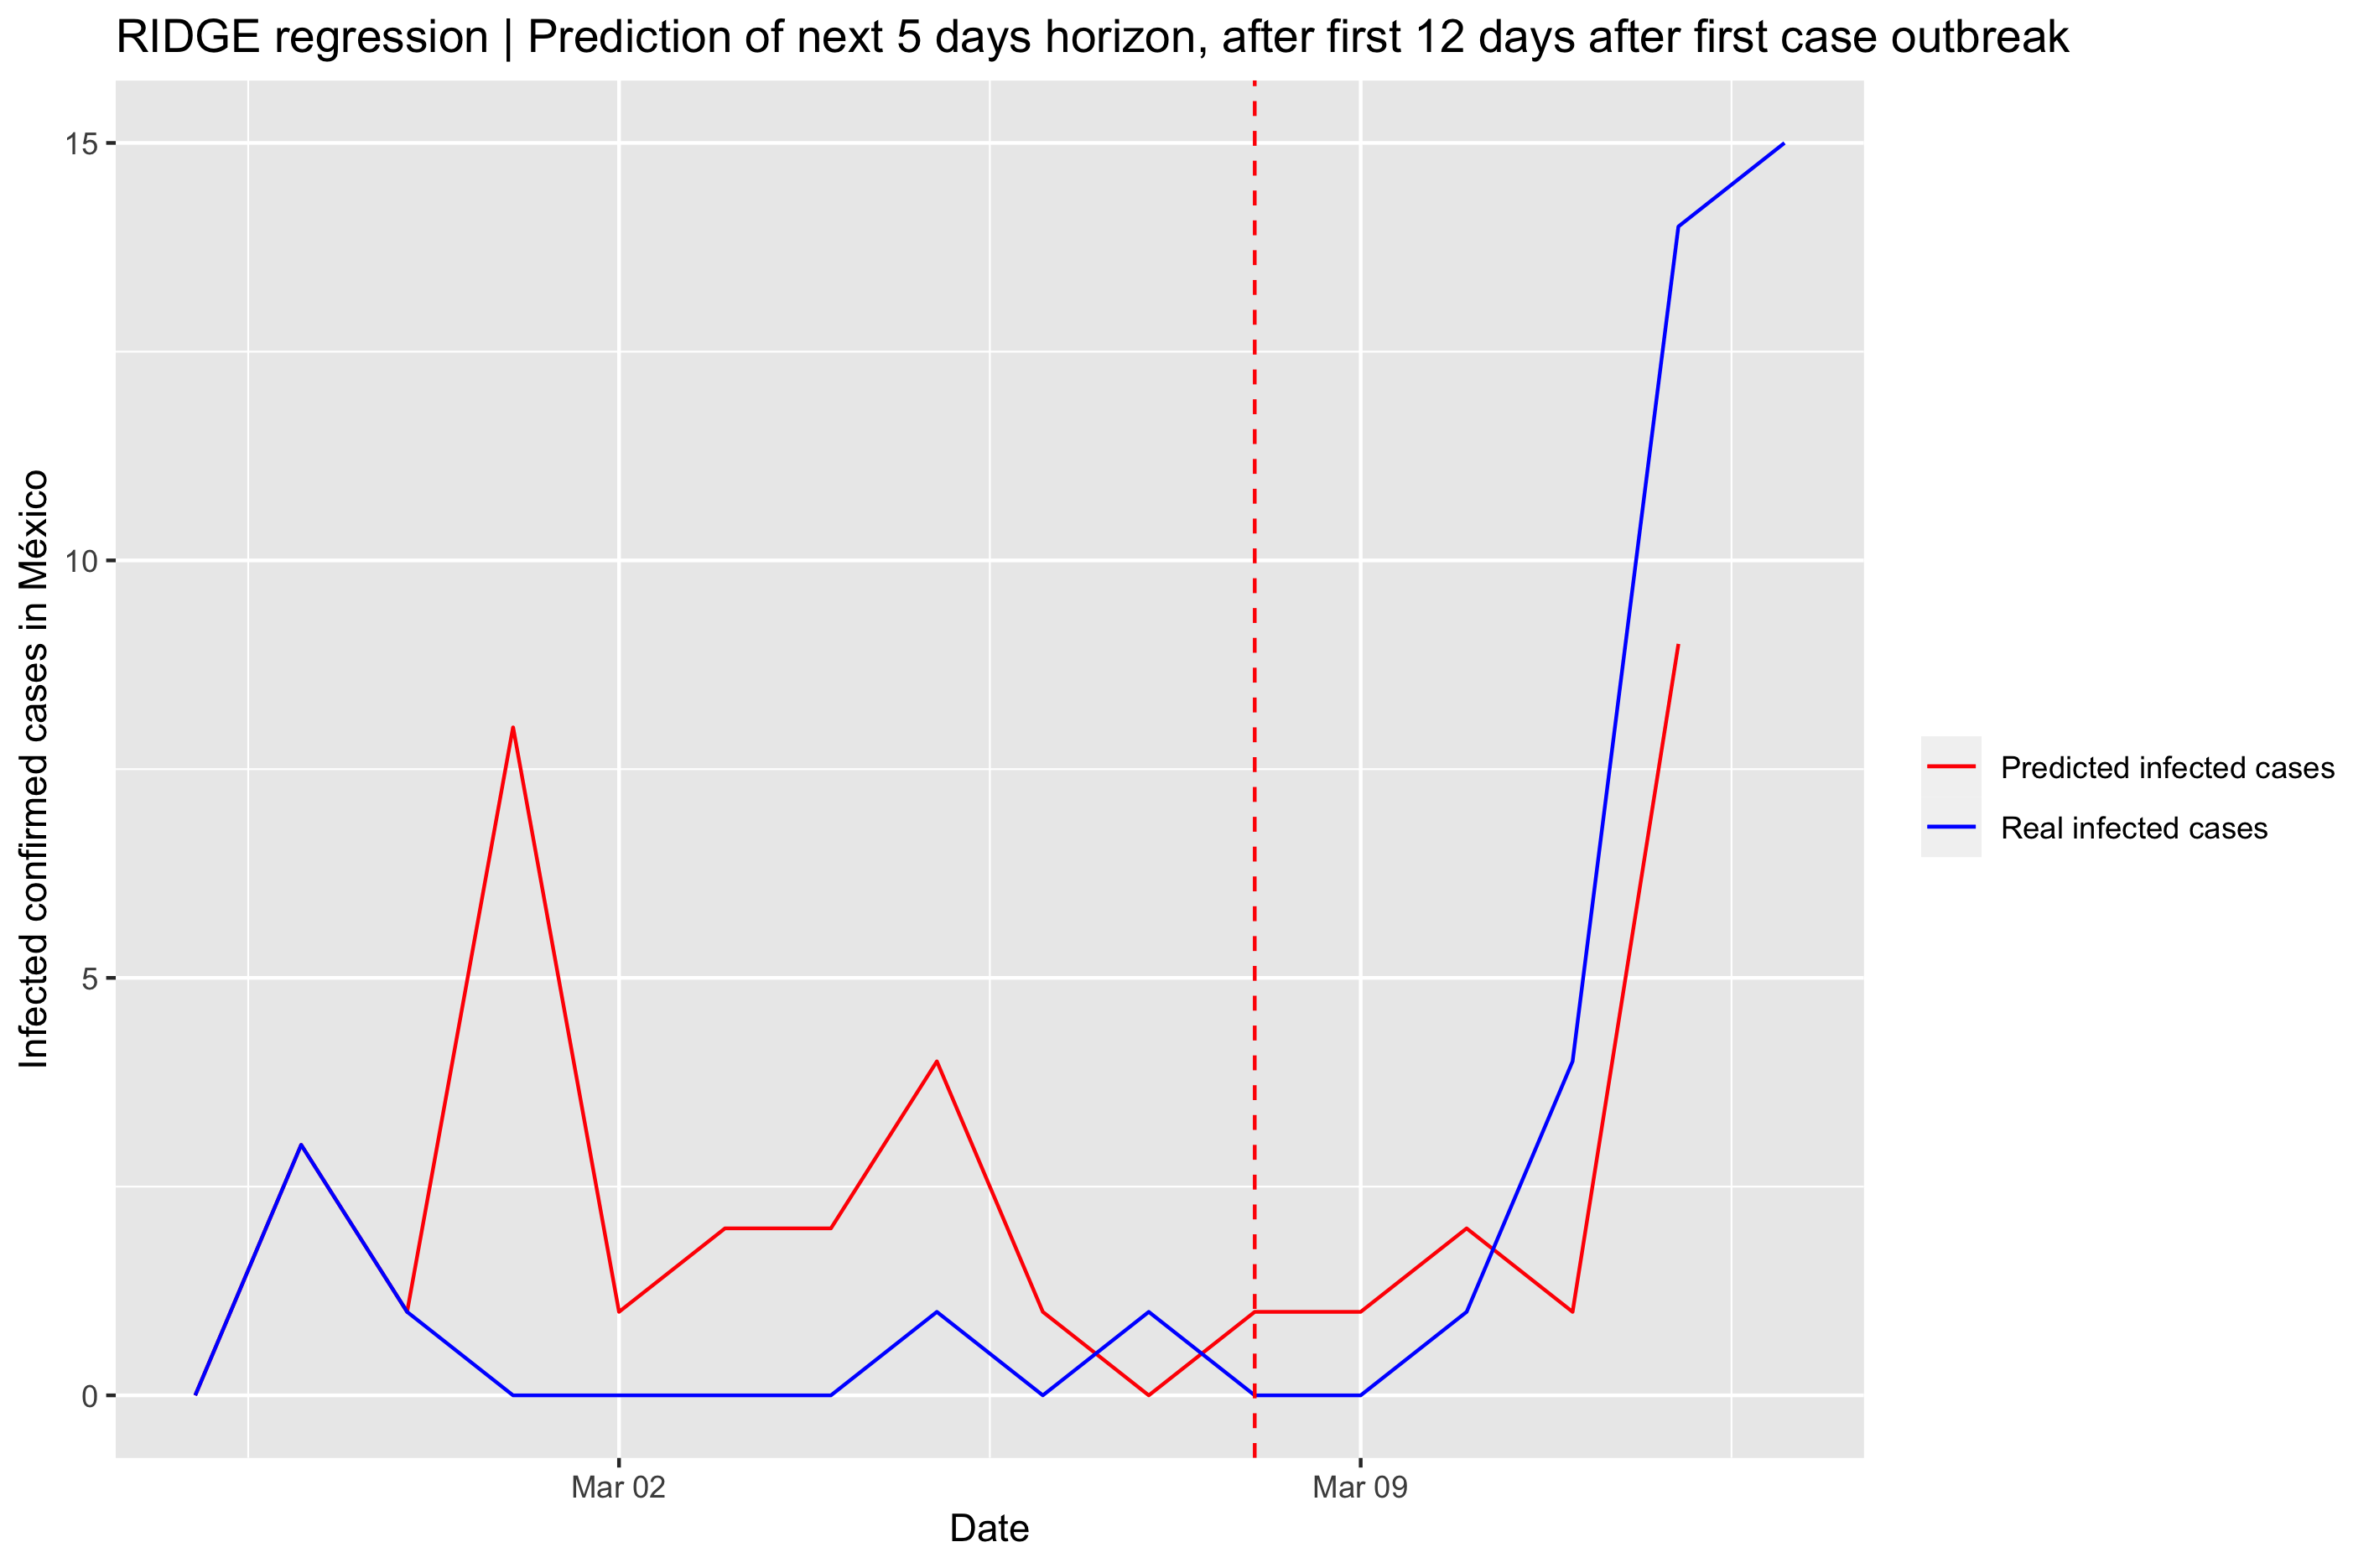 RIDGE regression | Prediction of next 5 days horizon, after first 12 days after first case outbreak
Infected confirmed cases in México
15
10
5
0
Mar 02
Mar 09
Date
Predicted infected cases
Real infected cases